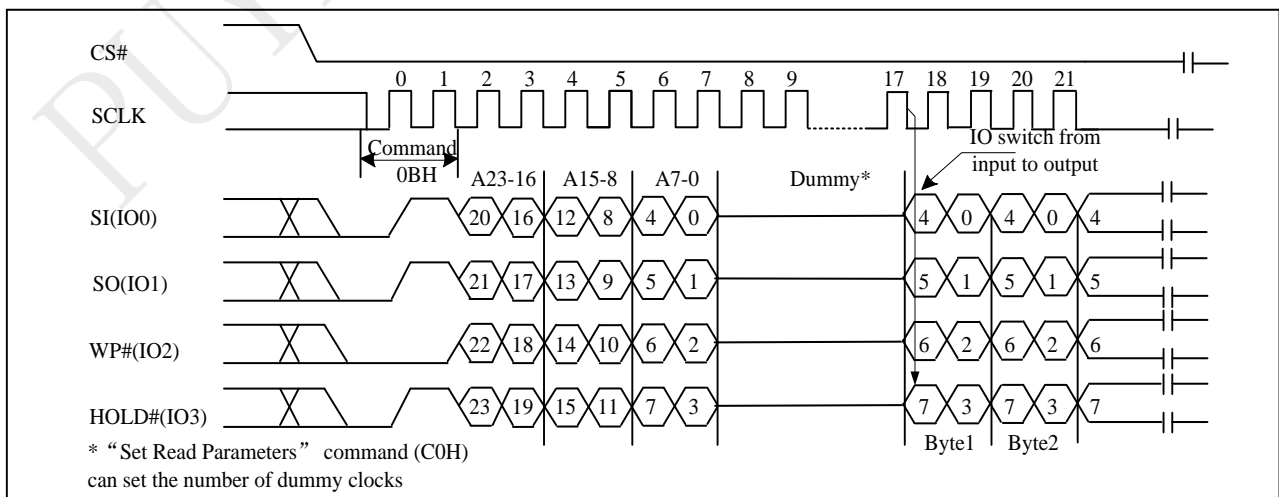 PUY
CS#
0 1 2 3 4 5 6 7 8 9 17 18 19 20 21
SCLK
Command
0BH
IO switch from
input to output
A23-16 A15-8 A7-0 Dummy*
SI(IO0) 20 16 12 8 4 0 4 0 4 0 4
SO(IO1) 21 17 13 9 5 1 5 1 5 1 5
WP#(IO2) 22 18 14 10 6 2 6 2 6 2 6
HOLD#(IO3) 23 19 15 11 7 3 7 3 7 3 7
Byte1 Byte2
* “Set Read Parameters” command (C0H)
can set the number of dummy clocks